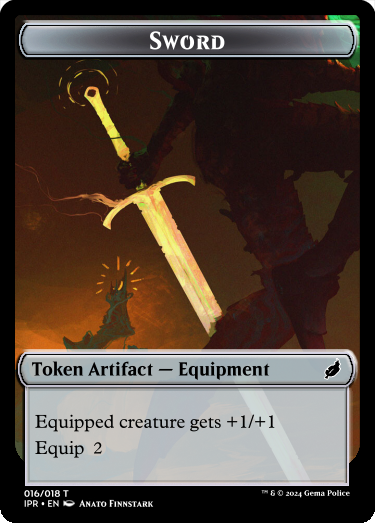 Sword
Token Artifact — Equipment
Equipped creature gets +1/+1
Equip 2
016/018 T
IPR • EN Anato Finnstark
™ & © 2024 Gema Police